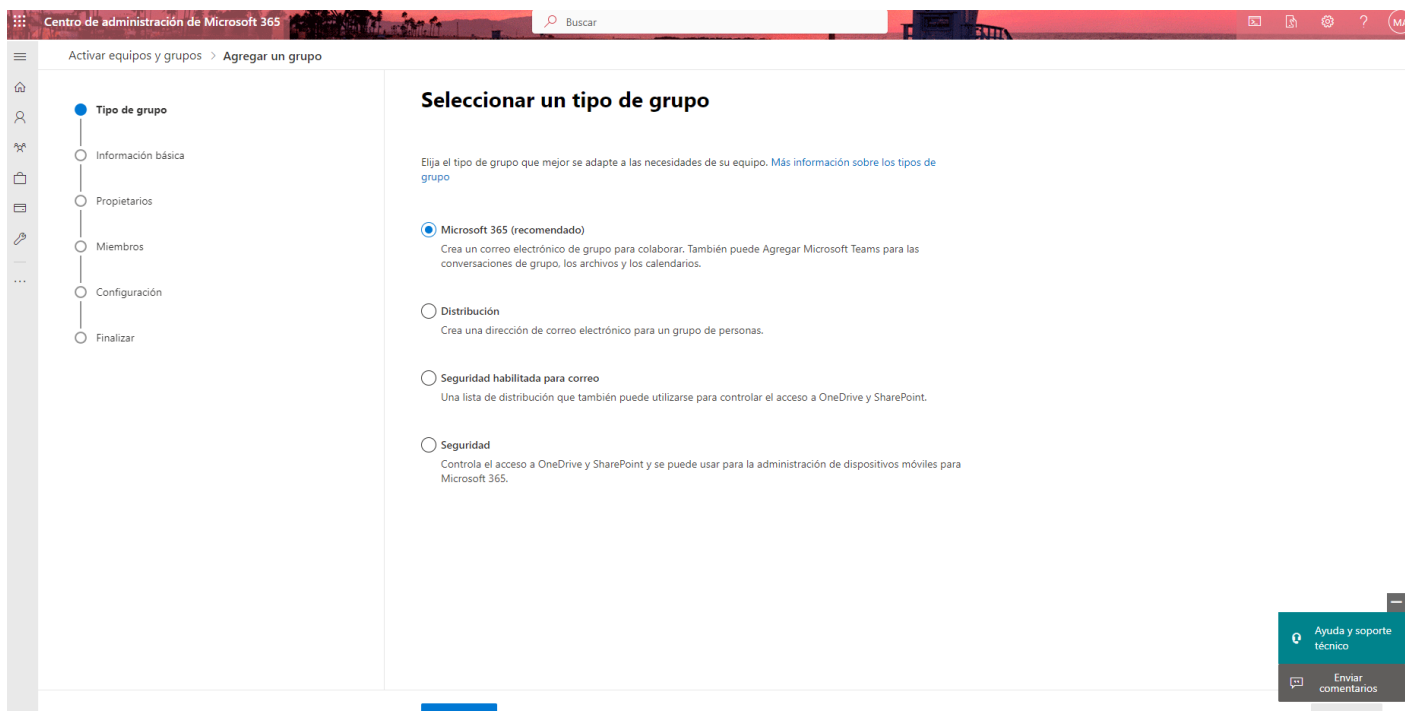 Centro de administración de Microsoft 365
Buscar
?
MA
Activar equipos y grupos > Agregar un grupo
Tipo de grupo
Información básica
Propietarios
Miembros
Configuración
Finalizar
Seleccionar un tipo de grupo
Elija el tipo de grupo que mejor se adapte a las necesidades de su equipo. Más información sobre los tipos de
grupo
Microsoft 365 (recomendado)
Crea un correo electrónico de grupo para colaborar. También puede Agregar Microsoft Teams para las
conversaciones de grupo, los archivos y los calendarios.
Distribución
Crea una dirección de correo electrónico para un grupo de personas.
Seguridad habilitada para correo
Una lista de distribución que también puede utilizarse para controlar el acceso a OneDrive y SharePoint.
Seguridad
Controla el acceso a OneDrive y SharePoint y se puede usar para la administración de dispositivos móviles para
Microsoft 365.
Ayuda y soporte
técnico
Enviar
comentarios